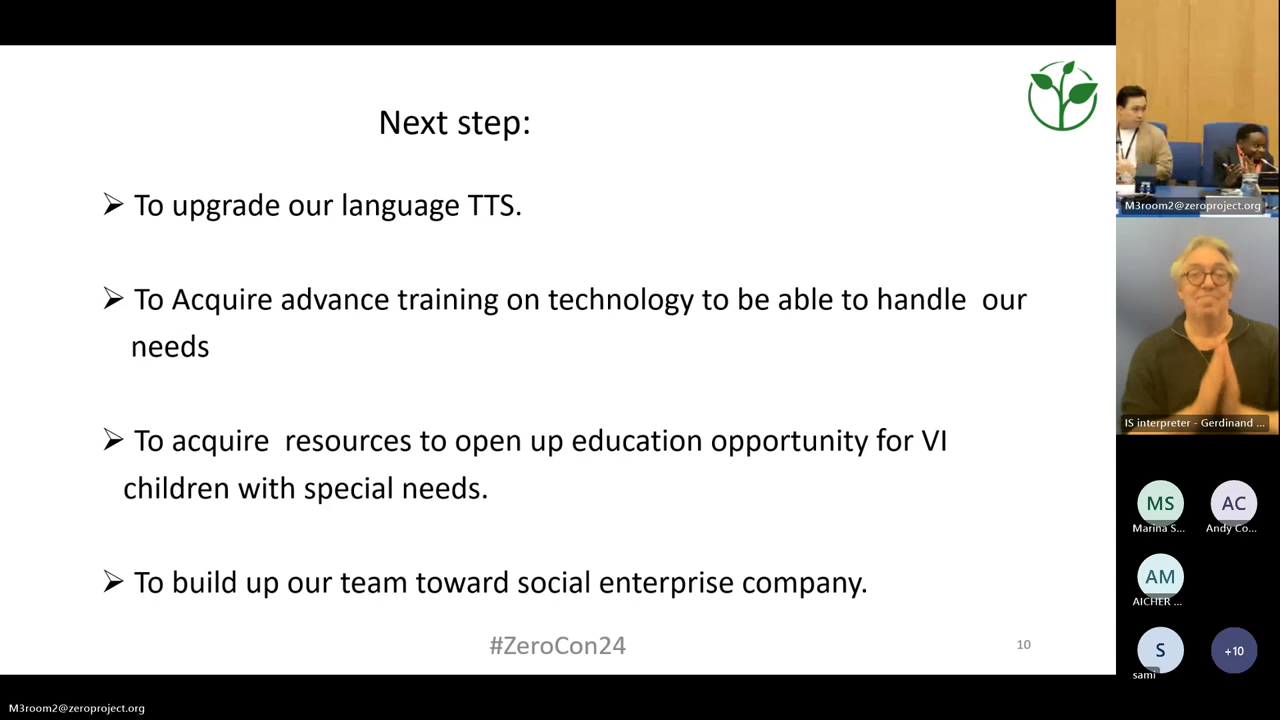 Next step:
➢ To upgrade our language TTS.
➢ To Acquire advance training on technology to be able to handle  our
needs
➢ To acquire  resources to open up education opportunity for VI
children with special needs.
➢ To build up our team toward social enterprise company.
#ZeroCon24
10
M3room2@zeroproject.org
IS interpreter - Gerdinand ...
MS
Marina S...
AC
Andy Co...
AM
AICHER ...
S
sami
+10
M3room2@zeroproject.org